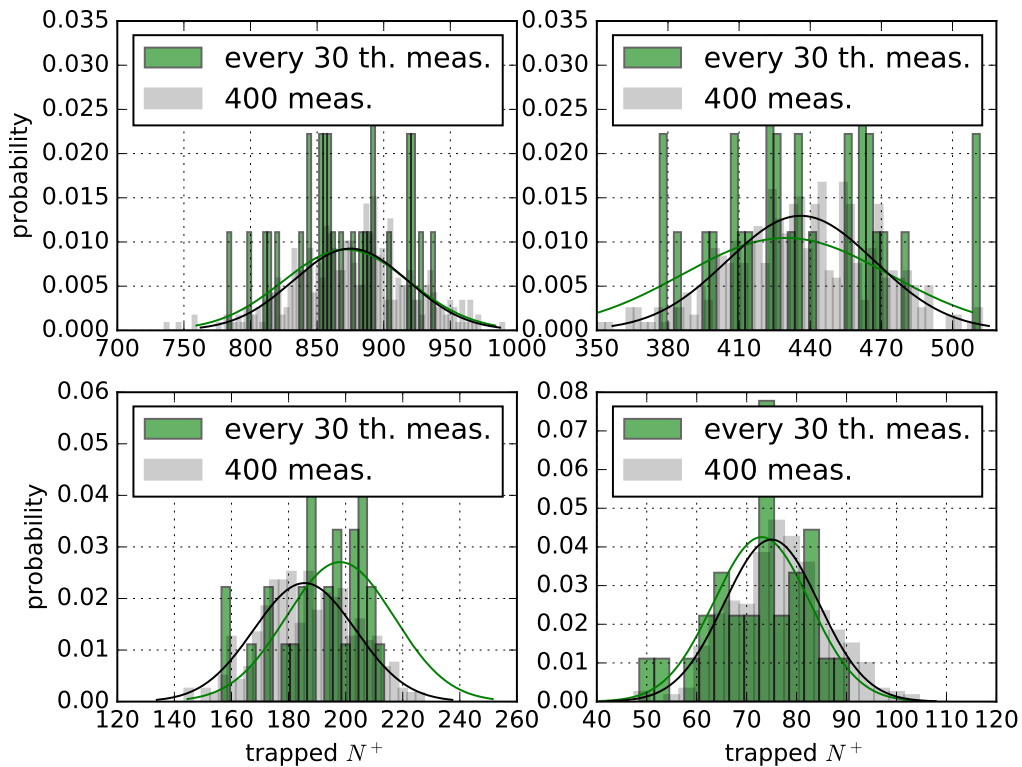 0.035
0.030
0.025
0.020
0.015
0.010
0.005
0.000
probability
every 30 th. meas.
400 meas.
700 750 800 850 900 950 1000
0.035
0.030
0.025
0.020
0.015
0.010
0.005
0.000
every 30 th. meas.
400 meas.
350 380 410 440 470 500
0.06
0.05
0.04
0.03
0.02
0.01
0.00
probability
every 30 th. meas.
400 meas.
120 140 160 180 200 220 240 260
trapped N⁺
0.08
0.07
0.06
0.05
0.04
0.03
0.02
0.01
0.00
every 30 th. meas.
400 meas.
40 50 60 70 80 90 100 110 120
trapped N⁺